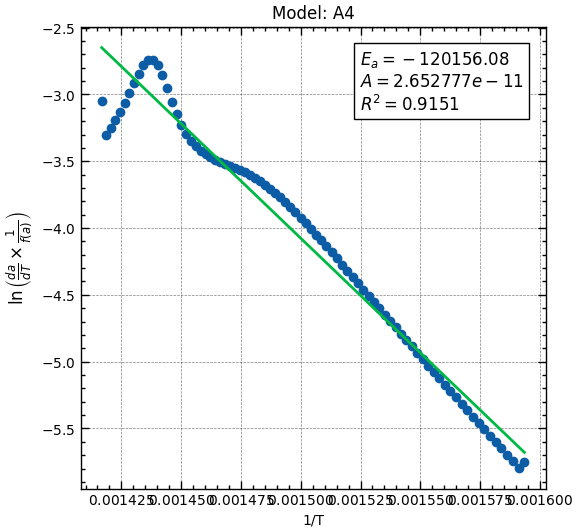 Model: A4
E_a = −120156.08
A = 2.652777e − 11
R² = 0.9151
ln (da/dT × 1/f(a))
−2.5
−3.0
−3.5
−4.0
−4.5
−5.0
−5.5
0.001425 0.001450 0.001475 0.001500 0.001525 0.001550 0.001575 0.001600
1/T